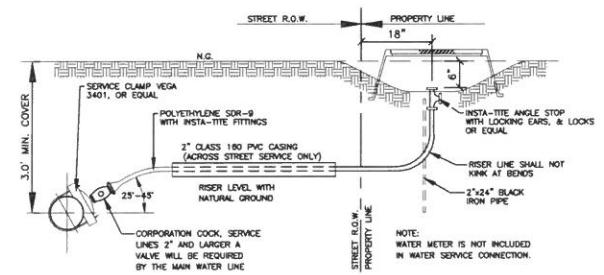 STREET R.O.W.
PROPERTY LINE
18"
N.G.
6"
SERVICE CLAMP VEGA
3401, OR EQUAL
3.0' MIN. COVER
POLYETHYLENE SDR-9
WITH INSTA-TITE FITTINGS
INSTA-TITE ANGLE STOP
WITH LOCKING EARS, & LOCKS
OR EQUAL
2" CLASS 160 PVC CASING
(ACROSS STREET SERVICE ONLY)
RISER LINE SHALL NOT
KINK AT BENDS
RISER LEVEL WITH
NATURAL GROUND
25'-45'
2"x24" BLACK
IRON PIPE
CORPORATION COCK, SERVICE
LINES 2" AND LARGER A
VALVE WILL BE REQUIRED
BY THE MAIN WATER LINE
STREET R.O.W.
PROPERTY LINE
NOTE:
WATER METER IS NOT INCLUDED
IN WATER SERVICE CONNECTION.